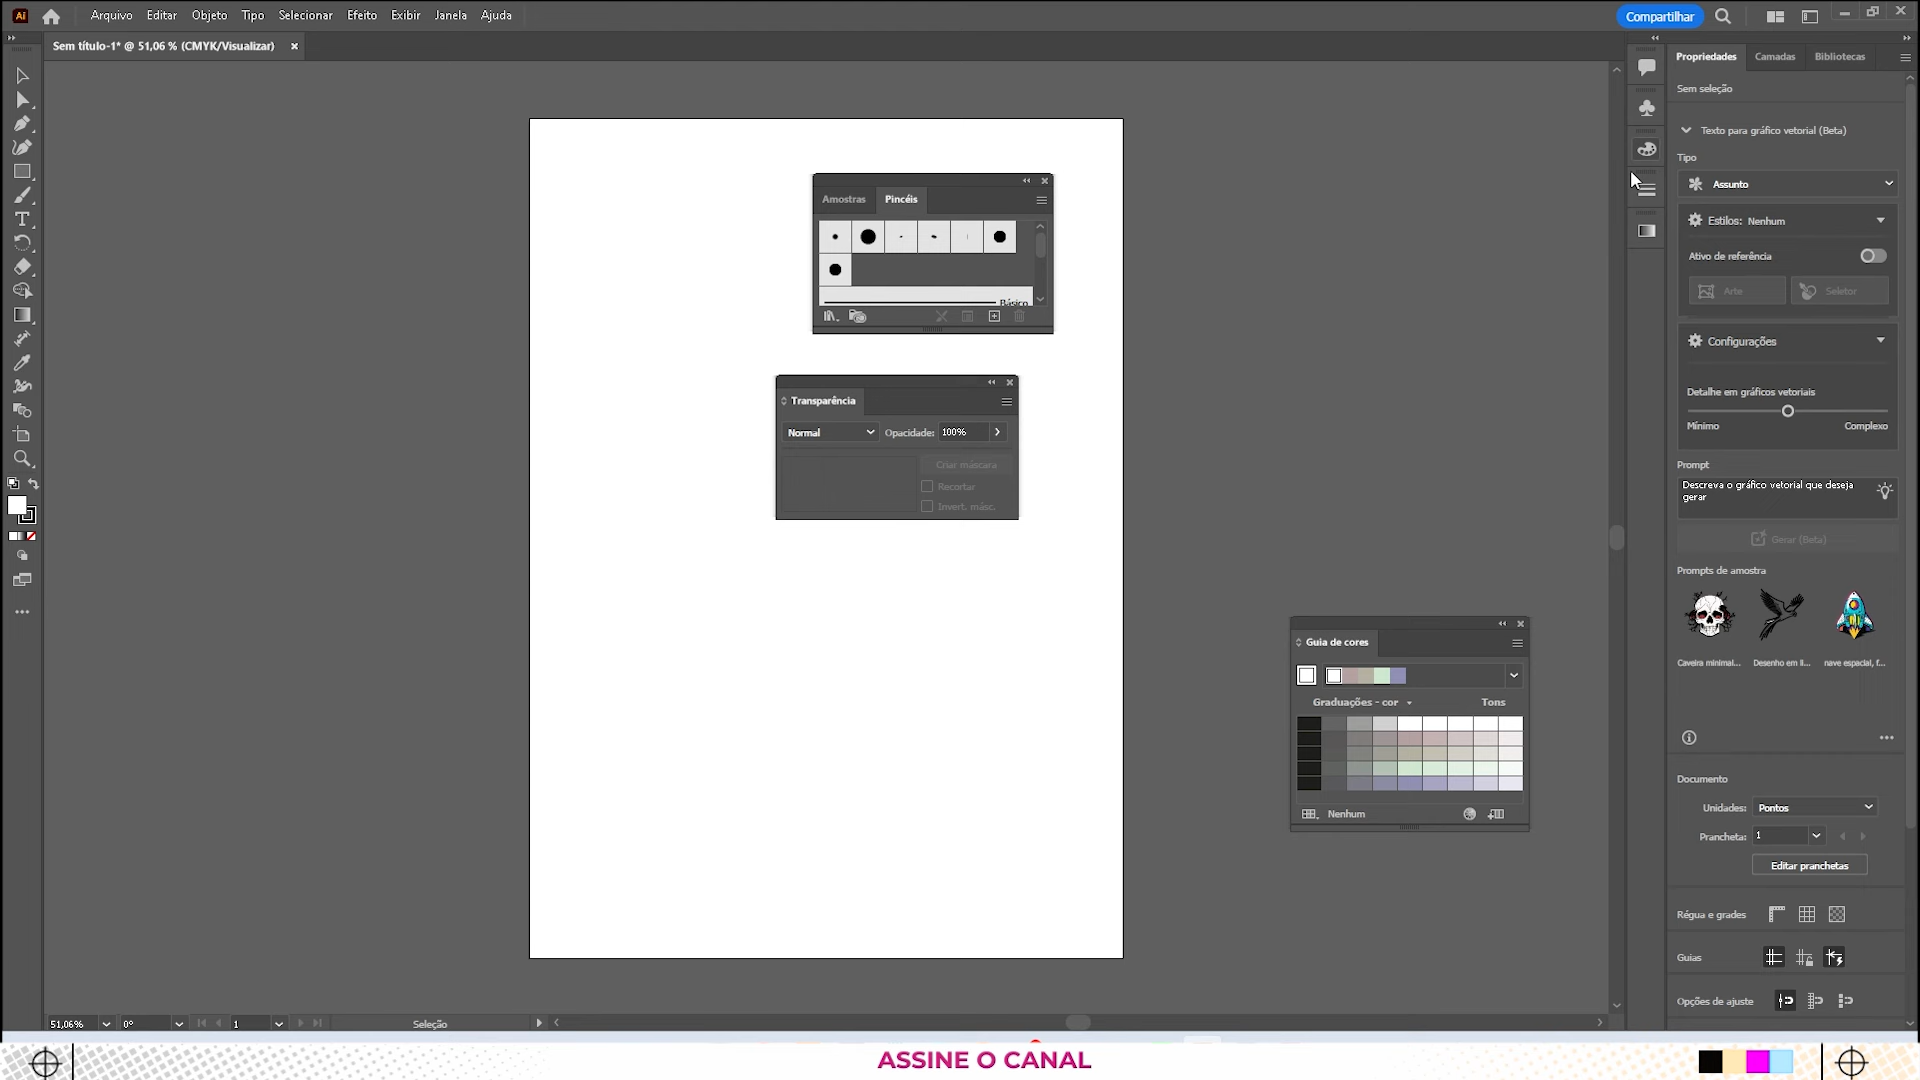 Ai Arquivo Editar Objeto Tipo Selecionar Efeito Exibir Janela Ajuda
Compartilhar
Sem título-1* @ 51,06 % (CMYK/Visualizar)
Propriedades Camadas Bibliotecas
Sem seleção
Texto para gráfico vetorial (Beta)
Tipo
Assunto
Estilos: Nenhum
Ativo de referência
Arte Seletor
Configurações
Detalhe em gráficos vetoriais
Mínimo Complexo
Prompt
Descreva o gráfico vetorial que deseja
gerar
Gerar (Beta)
Prompts de amostra
Caveira minimal... Desenho em li... nave espacial, f...
Documento
Unidades: Pontos
Prancheta: 1
Editar pranchetas
Régua e grades
Guias
Opções de ajuste
Amostras Pincéis
Básico
Transparência
Normal Opacidade: 100%
Criar máscara
Recortar
Invert. másc.
Guia de cores
Graduações - cor Tons
Nenhum
51,06% 0° 1 Seleção
ASSINE O CANAL